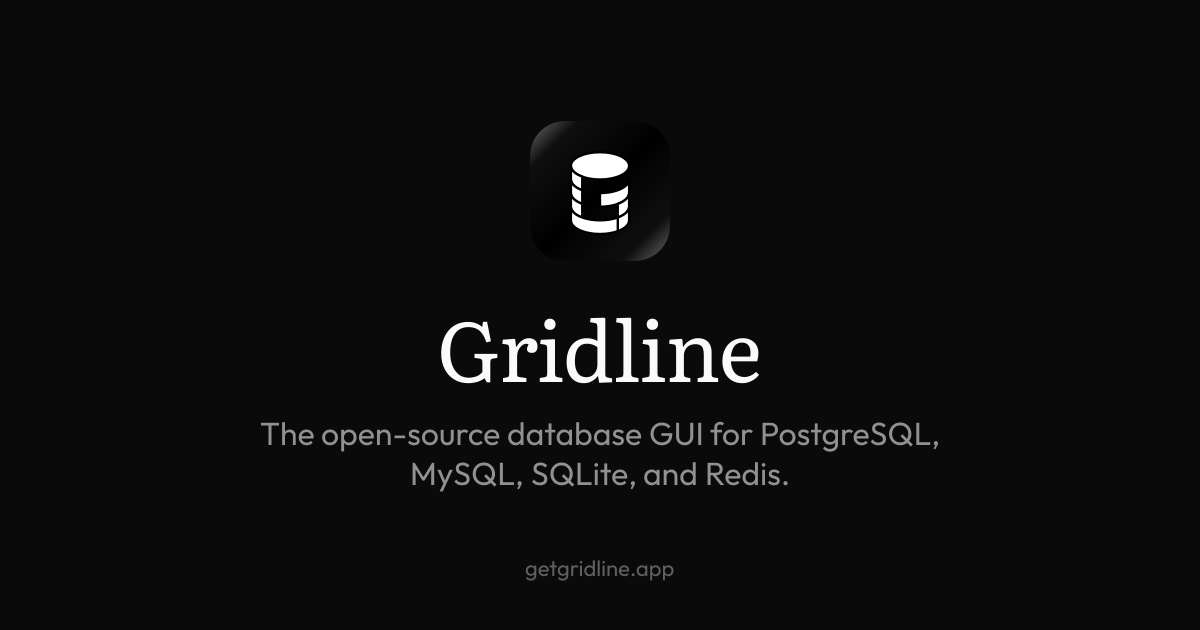 Gridline
The open-source database GUI for PostgreSQL,
MySQL, SQLite, and Redis.
getgridline.app